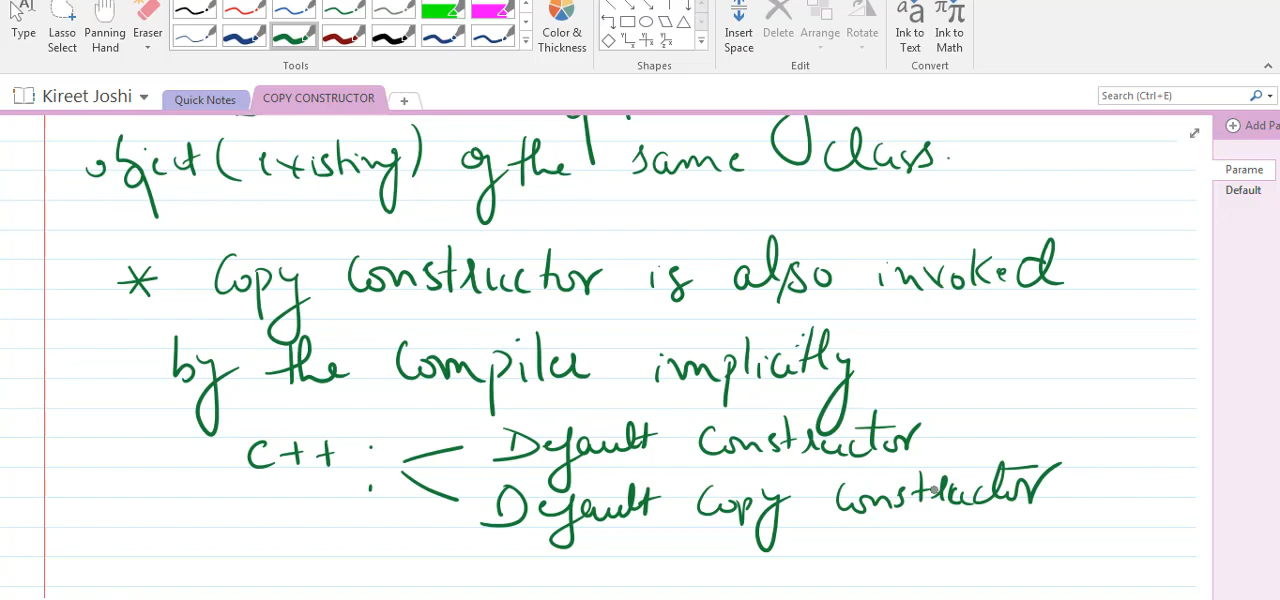 Type
Lasso Select
Panning Hand
Eraser
Color & Thickness
Insert Space
Delete
Arrange
Rotate
Ink to Text
Ink to Math
Tools
Shapes
Edit
Convert
Kireet Joshi
Quick Notes
COPY CONSTRUCTOR
Search (Ctrl+E)
Add Pa
Parame
Default
object (existing) of the same class.
* Copy constructor is also invoked
by the compiler implicitly
C++ : Default Constructor
Default Copy Constructor